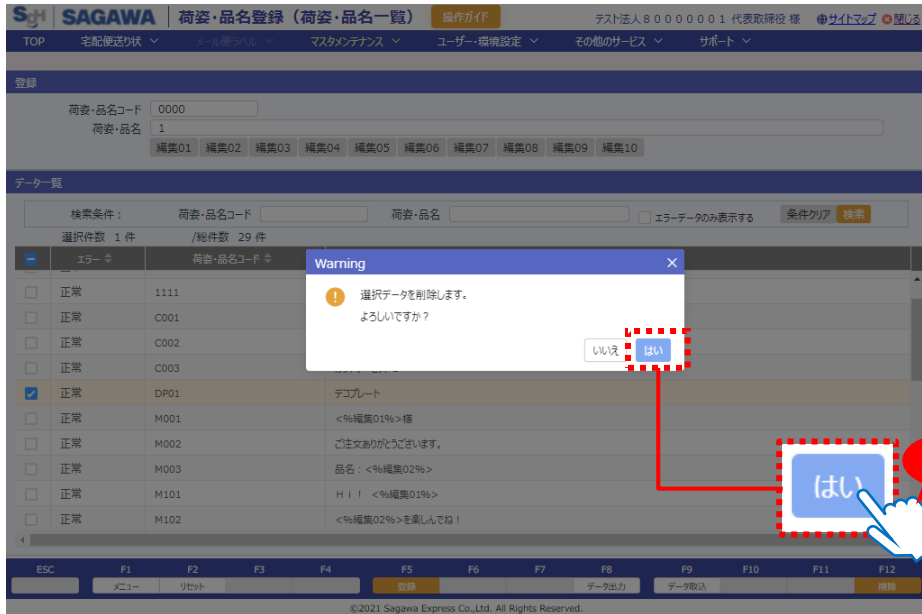 SGH SAGAWA 荷姿・品名登録（荷姿・品名一覧） 操作ガイド テスト法人８００００００１ 代表取締役 様 サイトマップ 閉じる
TOP 宅配便送り状 メール便ラベル マスタメンテナンス ユーザー・環境設定 その他のサービス サポート
登録
荷姿・品名コード 0000
荷姿・品名 1
編集01 編集02 編集03 編集04 編集05 編集06 編集07 編集08 編集09 編集10
データ一覧
検索条件： 荷姿・品名コード 荷姿・品名 エラーデータのみ表示する 条件クリア 検索
選択件数 1 件 /総件数 29 件
エラー 荷姿・品名コード
Warning
選択データを削除します。
よろしいですか？
いいえ はい
正常 1111
正常 C001
正常 C002
正常 C003
正常 DP01 デコプレート
正常 M001 <%編集01%>様
正常 M002 ご注文ありがとうございます。
正常 M003 品名：<%編集02%>
正常 M101 Ｈｉ！ <%編集01%>
正常 M102 <%編集02%>を楽しんでね！
はい
ESC F1 F2 F3 F4 F5 F6 F7 F8 F9 F10 F11 F12
メニュー リセット 登録 データ出力 データ取込 削除
©2021 Sagawa Express Co.,Ltd. All Rights Reserved.